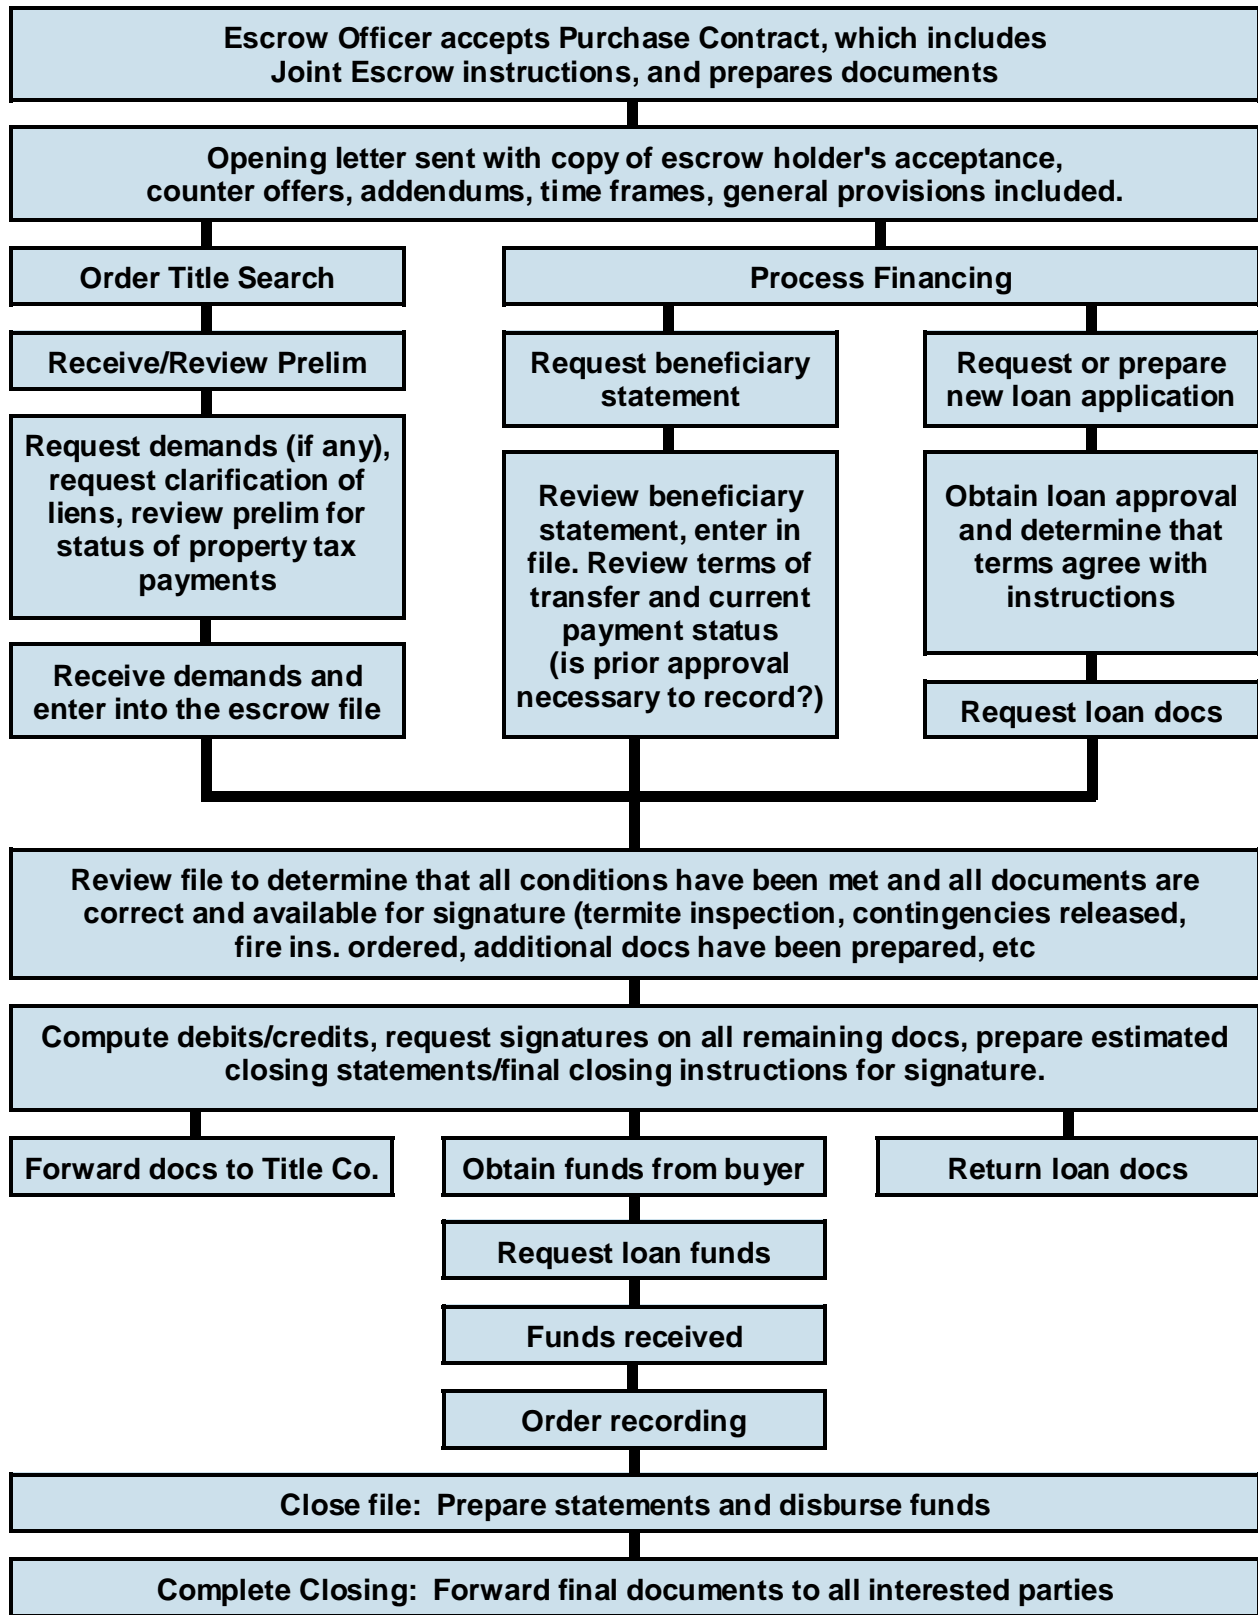 Escrow Officer accepts Purchase Contract, which includes
Joint Escrow instructions, and prepares documents
Opening letter sent with copy of escrow holder's acceptance,
counter offers, addendums, time frames, general provisions included.
Order Title Search
Process Financing
Receive/Review Prelim
Request beneficiary
statement
Request or prepare
new loan application
Request demands (if any),
request clarification of
liens, review prelim for
status of property tax
payments
Review beneficiary
statement, enter in
file. Review terms of
transfer and current
payment status
(is prior approval
necessary to record?)
Obtain loan approval
and determine that
terms agree with
instructions
Receive demands and
enter into the escrow file
Request loan docs
Review file to determine that all conditions have been met and all documents are
correct and available for signature (termite inspection, contingencies released,
fire ins. ordered, additional docs have been prepared, etc
Compute debits/credits, request signatures on all remaining docs, prepare estimated
closing statements/final closing instructions for signature.
Forward docs to Title Co.
Obtain funds from buyer
Return loan docs
Request loan funds
Funds received
Order recording
Close file: Prepare statements and disburse funds
Complete Closing: Forward final documents to all interested parties